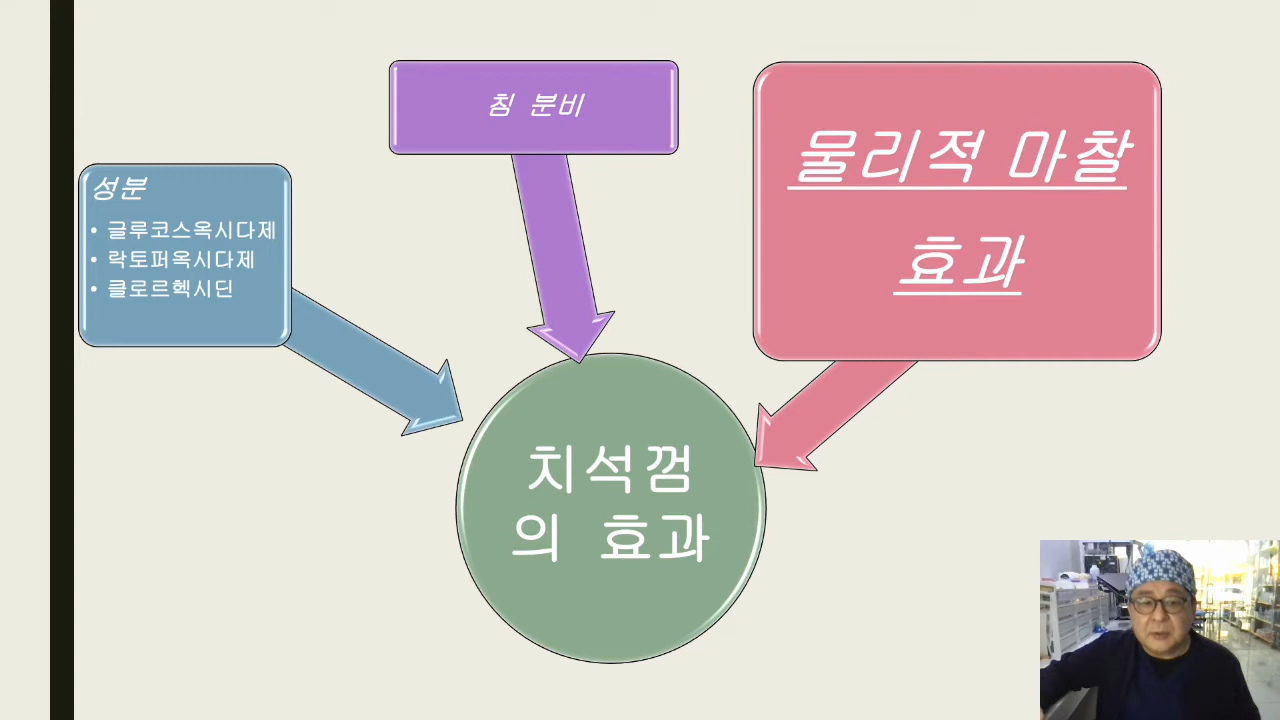 침 분비
물리적 마찰
효과
성분
• 글루코스옥시다제
• 락토퍼옥시다제
• 클로르헥시딘
치석껌
의 효과